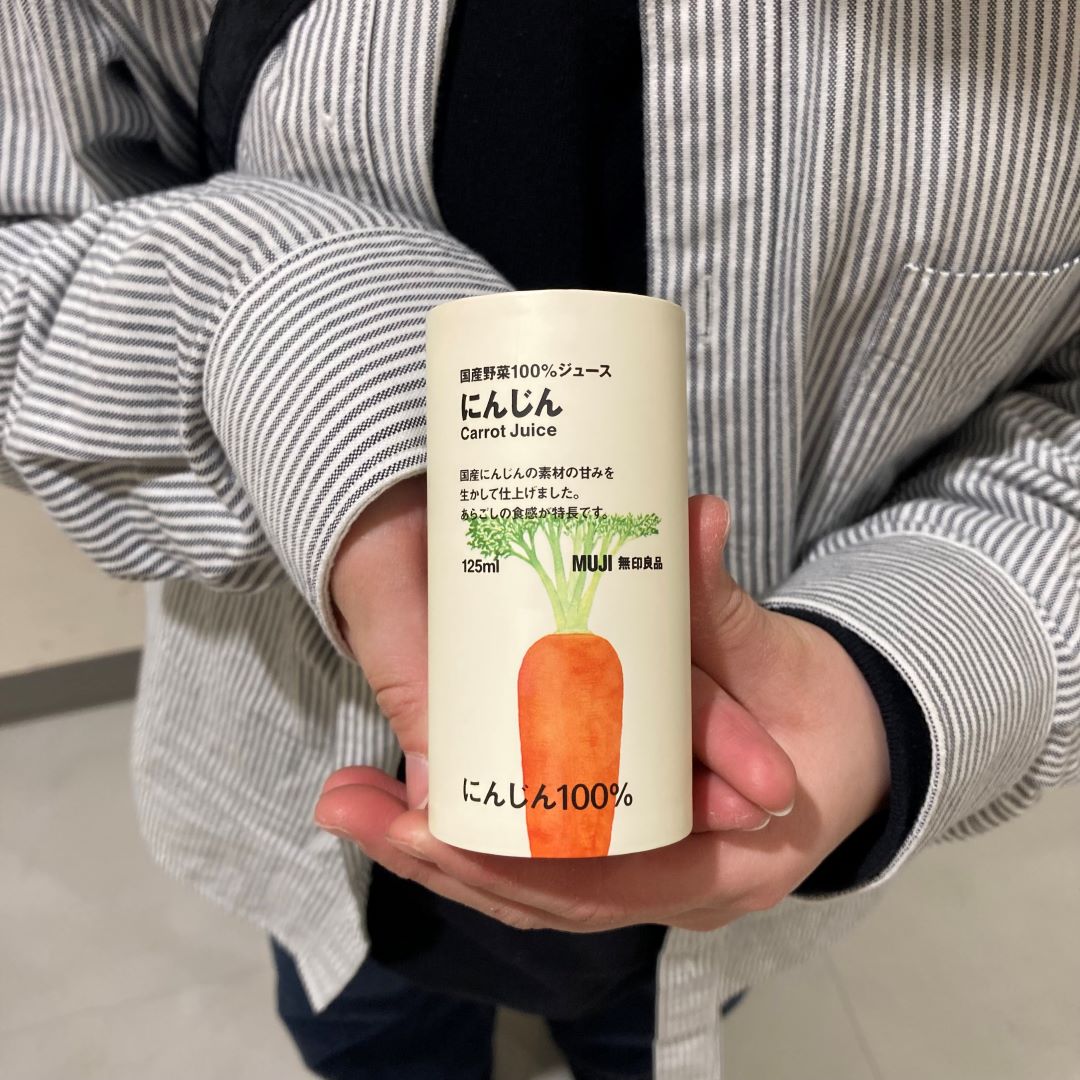 国産野菜100%ジュース
にんじん
Carrot Juice
国産にんじんの素材の甘みを
生かして仕上げました。
あらごしの食感が特長です。
125ml MUJI 無印良品
にんじん100%